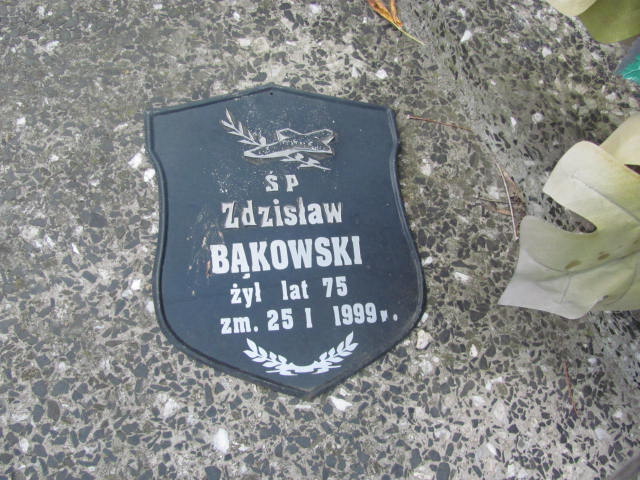 ŚP
Zdzisław
BĄKOWSKI
żył lat 75
zm. 25 I 1999 r.